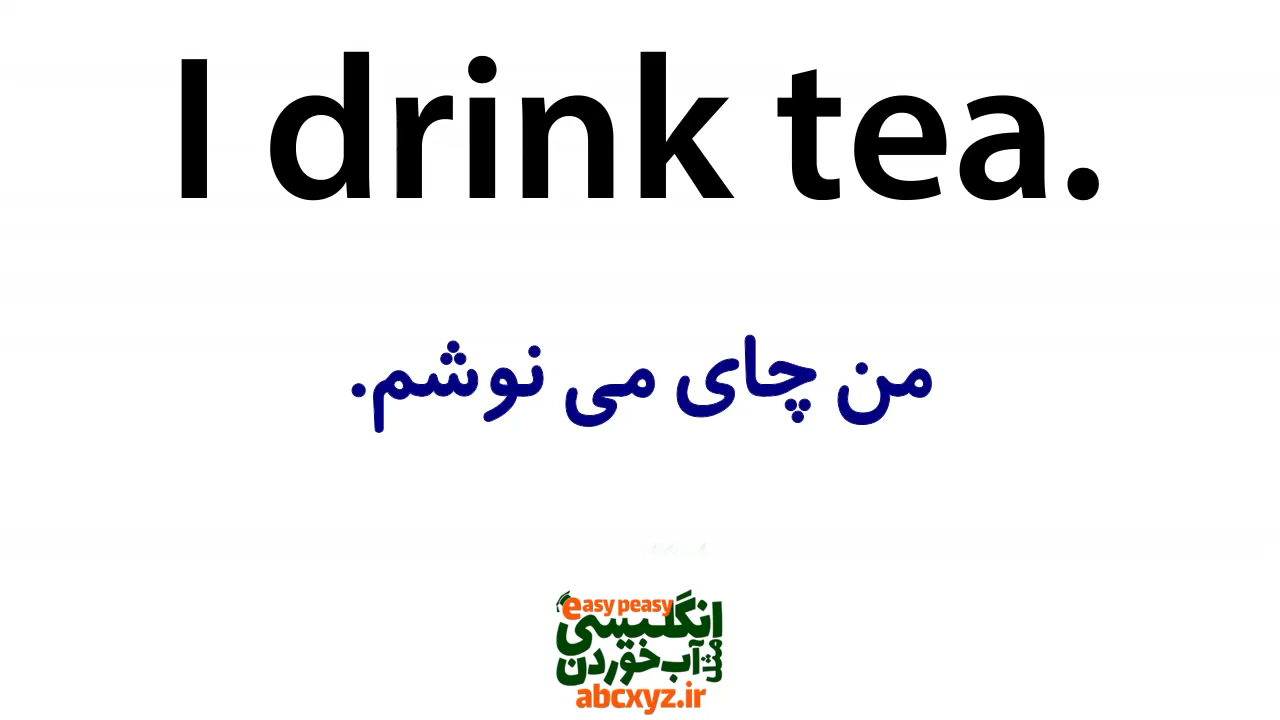 I drink tea.
من چای می نوشم.
easy peasy
انگلیسی
مثل آب خوردن
abcxyz.ir